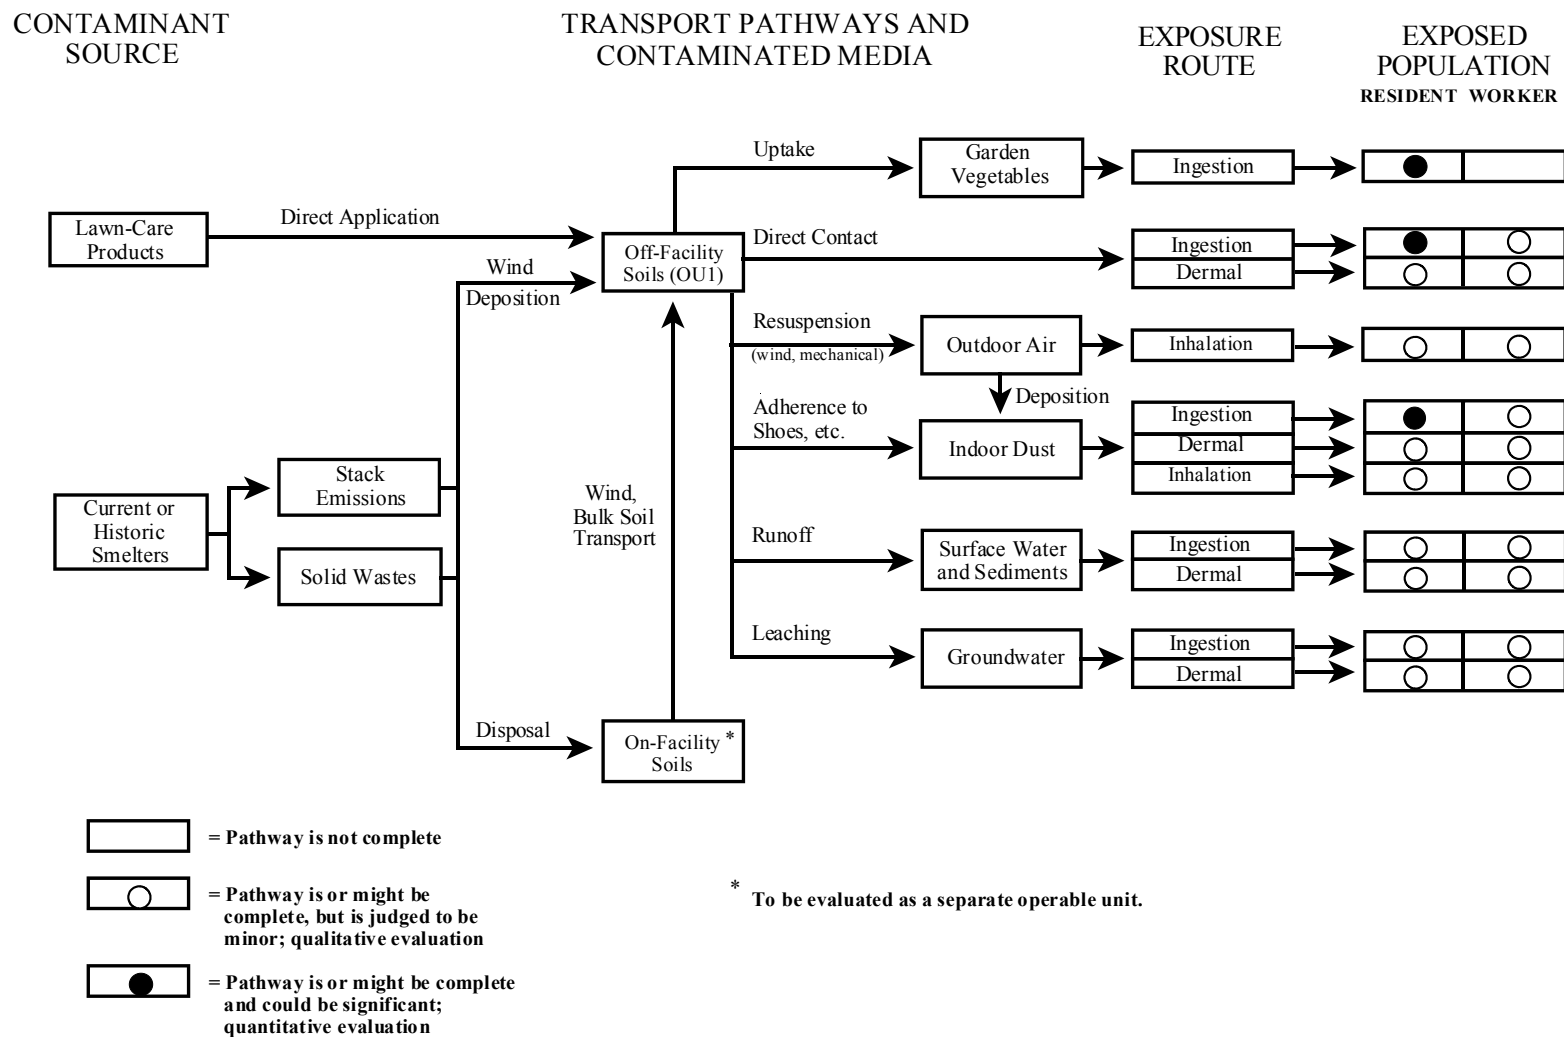 CONTAMINANT
SOURCE
TRANSPORT PATHWAYS AND
CONTAMINATED MEDIA
EXPOSURE
ROUTE
EXPOSED
POPULATION
RESIDENT WORKER
Uptake
Garden
Vegetables
Ingestion
Lawn-Care
Products
Direct Application
Off-Facility
Soils (OU1)
Direct Contact
Ingestion
Dermal
Wind
Deposition
Resuspension
(wind, mechanical)
Outdoor Air
Inhalation
Deposition
Adherence to
Shoes, etc.
Indoor Dust
Ingestion
Dermal
Inhalation
Current or
Historic
Smelters
Stack
Emissions
Solid Wastes
Wind,
Bulk Soil
Transport
Runoff
Surface Water
and Sediments
Ingestion
Dermal
Leaching
Groundwater
Ingestion
Dermal
Disposal
On-Facility *
Soils
= Pathway is not complete
= Pathway is or might be
complete, but is judged to be
minor; qualitative evaluation
= Pathway is or might be complete
and could be significant;
quantitative evaluation
* To be evaluated as a separate operable unit.